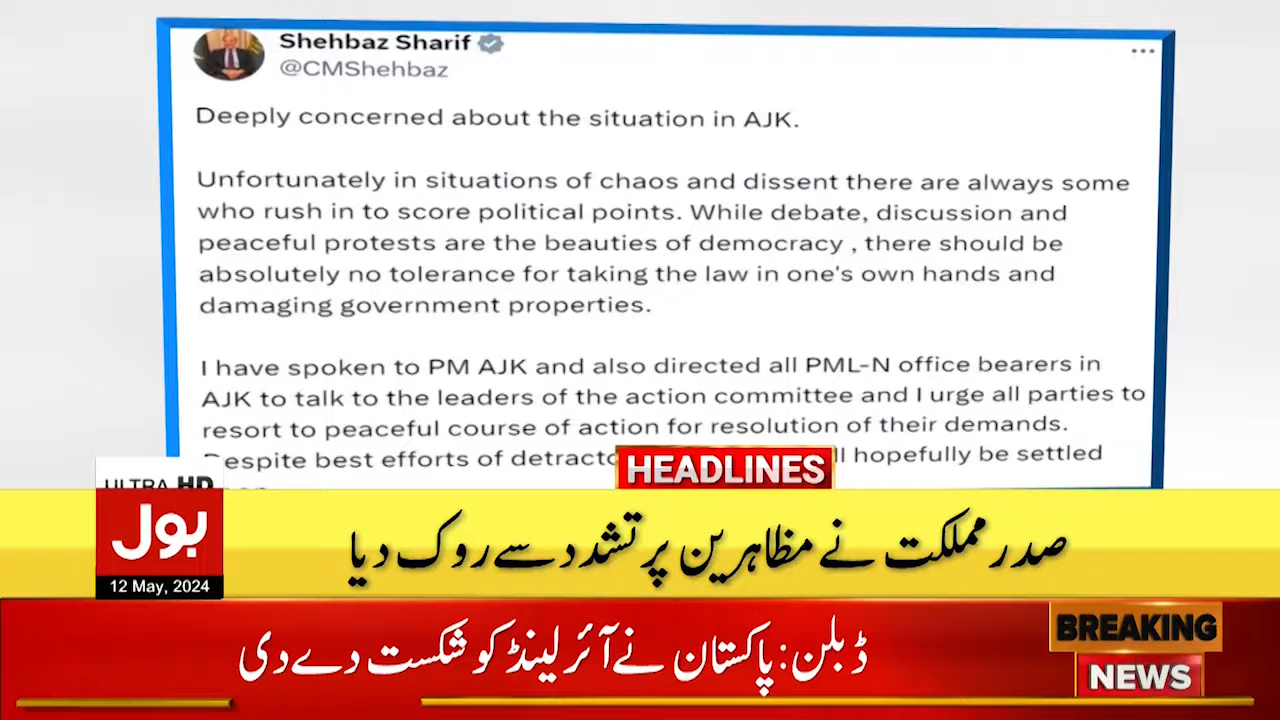 Shehbaz Sharif
@CMShehbaz
Deeply concerned about the situation in AJK.
Unfortunately in situations of chaos and dissent there are always some
who rush in to score political points. While debate, discussion and
peaceful protests are the beauties of democracy , there should be
absolutely no tolerance for taking the law in one's own hands and
damaging government properties.
I have spoken to PM AJK and also directed all PML-N office bearers in
AJK to talk to the leaders of the action committee and I urge all parties to
resort to peaceful course of action for resolution of their demands.
Despite best efforts of hopefully be settled
HEADLINES
ULTRA HD
بول
12 May, 2024
صدر مملکت نے مظاہرین پر تشدد سے روک دیا
BREAKING
NEWS
ڈبلن: پاکستان نے آئرلینڈ کو شکست دے دی